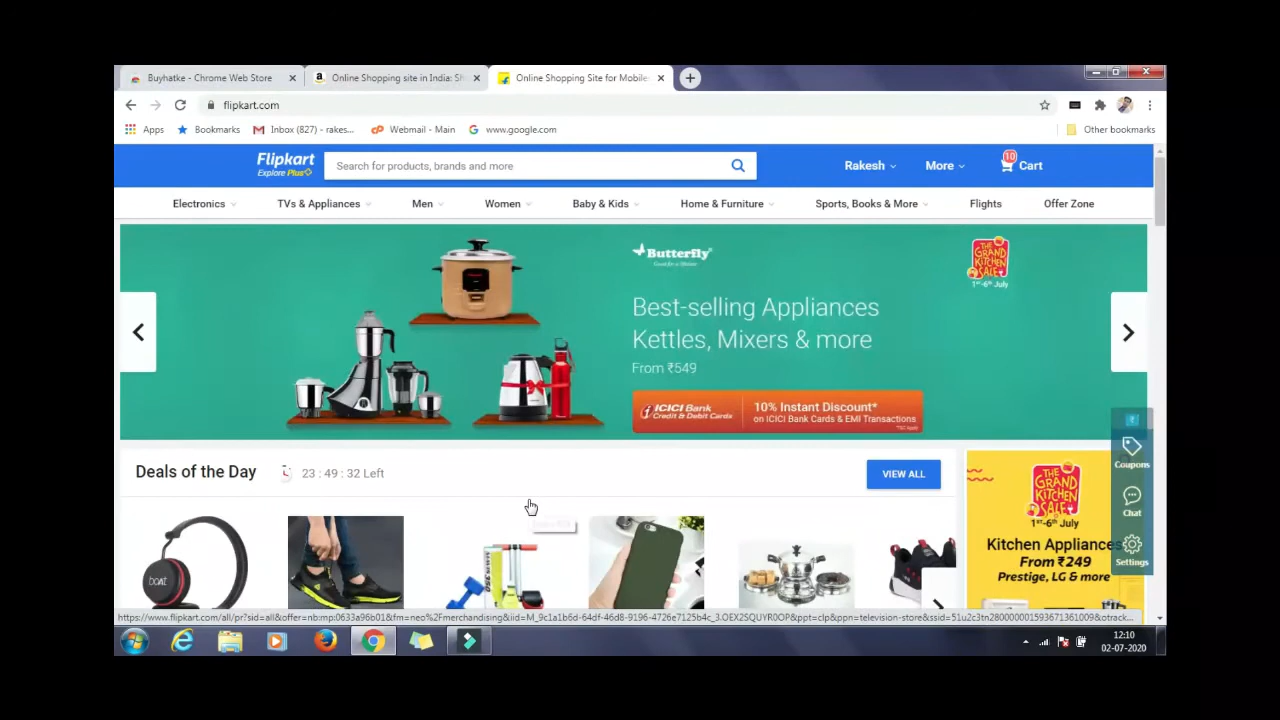 Buyhatke - Chrome Web Store
Online Shopping site in India: Sh
Online Shopping Site for Mobiles
flipkart.com
Apps
Bookmarks
Inbox (827) - rakes...
Webmail - Main
www.google.com
Other bookmarks
Flipkart
Explore Plus
Search for products, brands and more
Rakesh
More
10
Cart
Electronics
TVs & Appliances
Men
Women
Baby & Kids
Home & Furniture
Sports, Books & More
Flights
Offer Zone
Butterfly
THE GRAND KITCHEN SALE
1st-6th July
Best-selling Appliances
Kettles, Mixers & more
From ₹549
ICICI Bank
Credit & Debit Cards
10% Instant Discount*
on ICICI Bank Cards & EMI Transactions
Deals of the Day
23 : 49 : 32 Left
VIEW ALL
Coupons
Chat
Settings
THE GRAND KITCHEN SALE
1st-6th July
Kitchen Appliances
From ₹249
Prestige, LG & more
boAt
12:10
02-07-2020